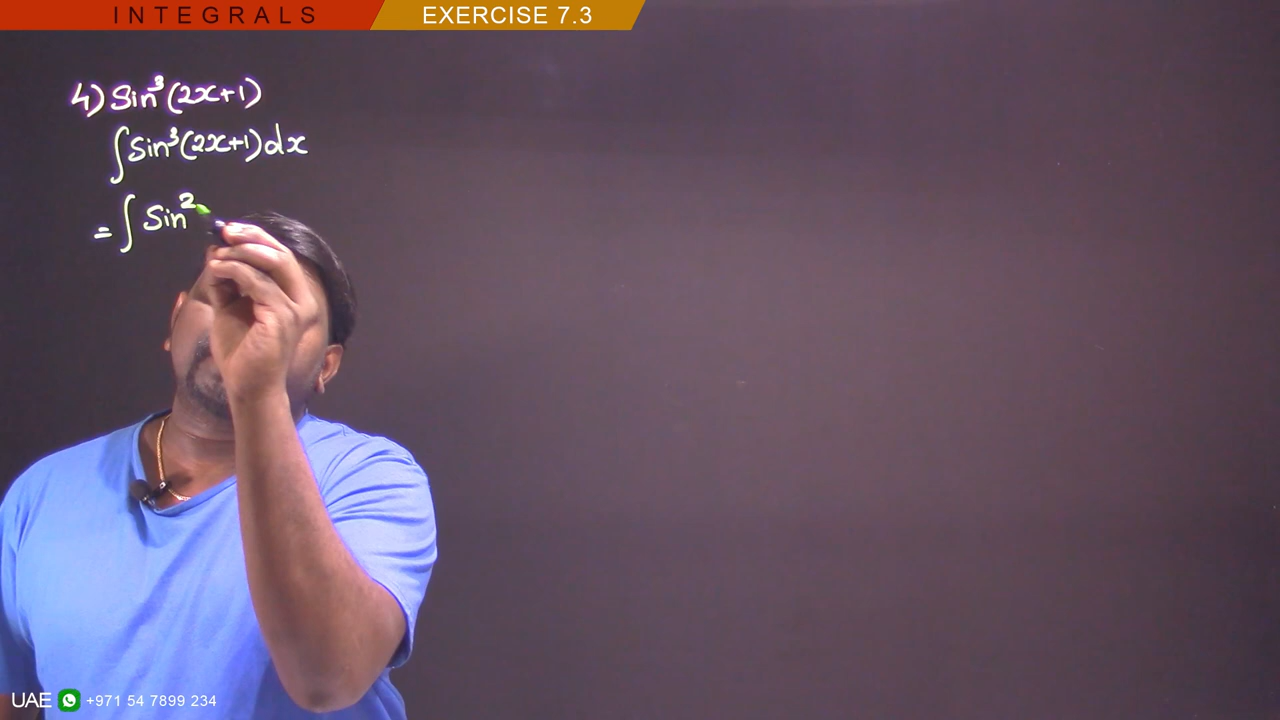 INTEGRALS EXERCISE 7.3
4) Sin³(2x+1)
∫Sin³(2x+1)dx
= ∫ Sin²
UAE +971 54 7899 234